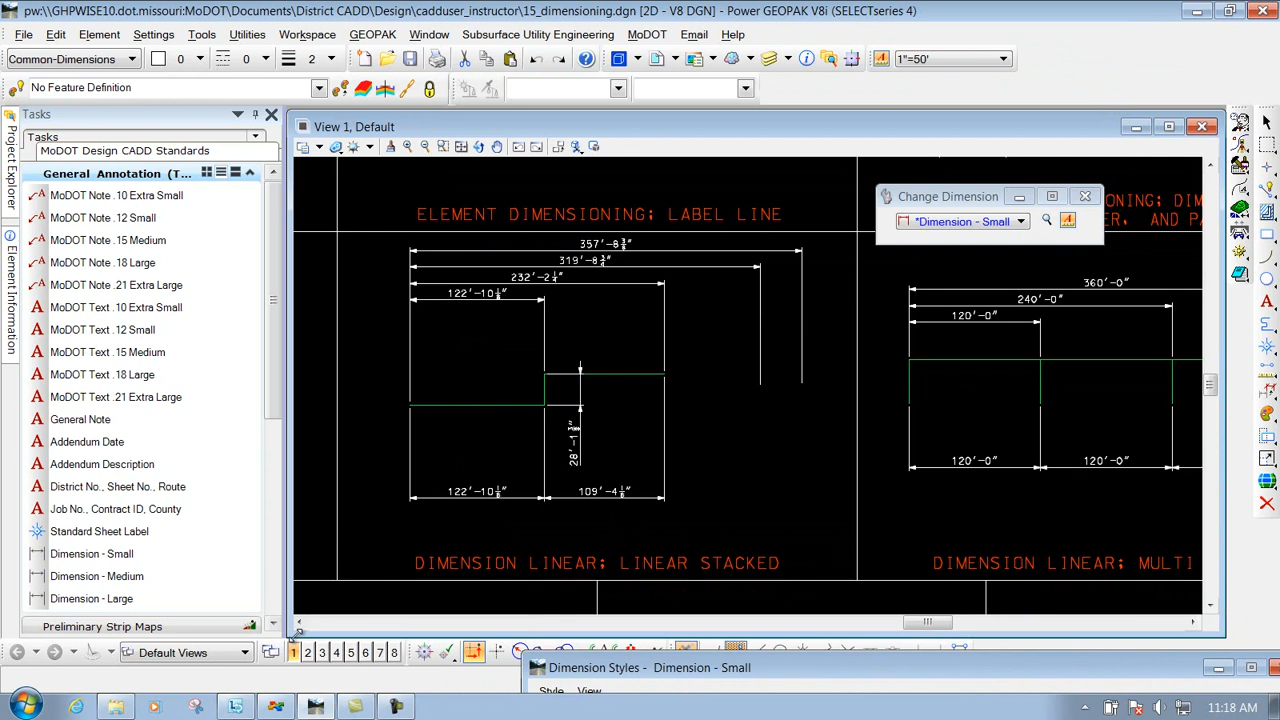 pw:\\GHPWISE10.dot.missouri:MoDOT\Documents\District CADD\Design\cadduser_instructor\15_dimensioning.dgn [2D - V8 DGN] - Power GEOPAK V8i (SELECTseries 4)
File Edit Element Settings Tools Utilities Workspace GEOPAK Window Subsurface Utility Engineering MoDOT Email Help
Common-Dimensions 0 0 2 1"=50'
No Feature Definition
Tasks
Tasks
MoDOT Design CADD Standards
General Annotation (T...
MoDOT Note .10 Extra Small
MoDOT Note .12 Small
MoDOT Note .15 Medium
MoDOT Note .18 Large
MoDOT Note .21 Extra Large
MoDOT Text .10 Extra Small
MoDOT Text .12 Small
MoDOT Text .15 Medium
MoDOT Text .18 Large
MoDOT Text .21 Extra Large
General Note
Addendum Date
Addendum Description
District No., Sheet No., Route
Job No., Contract ID, County
Standard Sheet Label
Dimension - Small
Dimension - Medium
Dimension - Large
Preliminary Strip Maps
Project Explorer
Element Information
View 1, Default
Change Dimension
*Dimension - Small
ELEMENT DIMENSIONING; LABEL LINE
AND
122'-10⅛"
360'-0"
240'-0"
120'-0"
122'-10⅛" 109'-4⅛"
120'-0" 120'-0"
DIMENSION LINEAR; LINEAR STACKED
DIMENSION LINEAR; MULTI
Default Views 1 2 3 4 5 6 7 8
Dimension Styles - Dimension - Small
Style View
11:18 AM